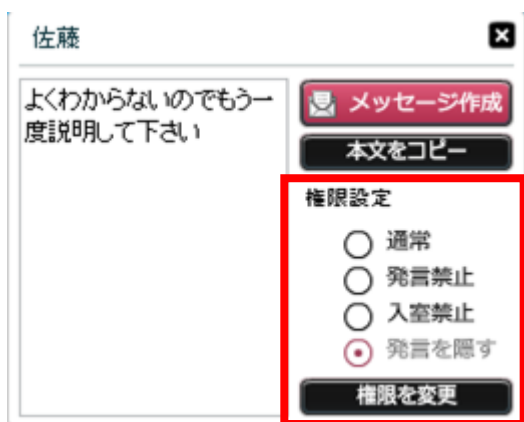 佐藤
よくわからないのでもう一
度説明して下さい
メッセージ作成
本文をコピー
権限設定
通常
発言禁止
入室禁止
発言を隠す
権限を変更